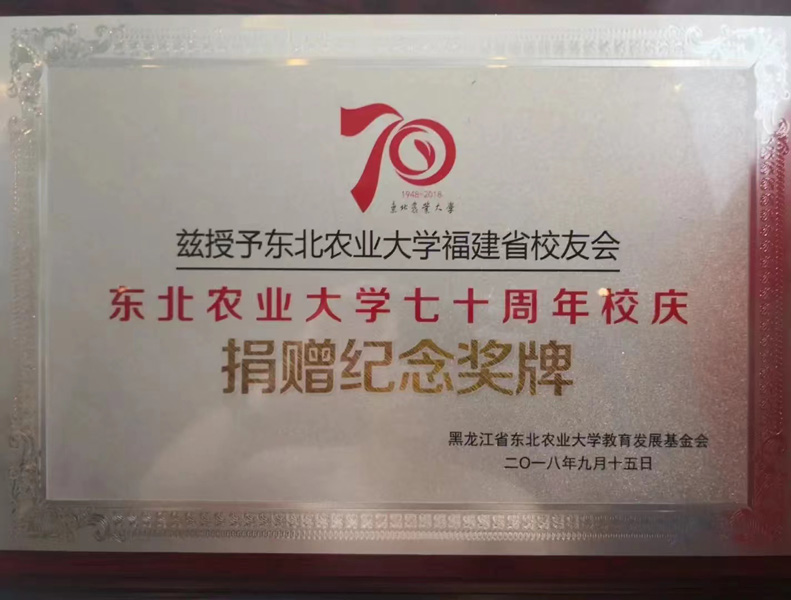 70
1948-2018
东北农业大学
兹授予东北农业大学福建省校友会
东北农业大学七十周年校庆
捐赠纪念奖牌
黑龙江省东北农业大学教育发展基金会
二〇一八年九月十五日